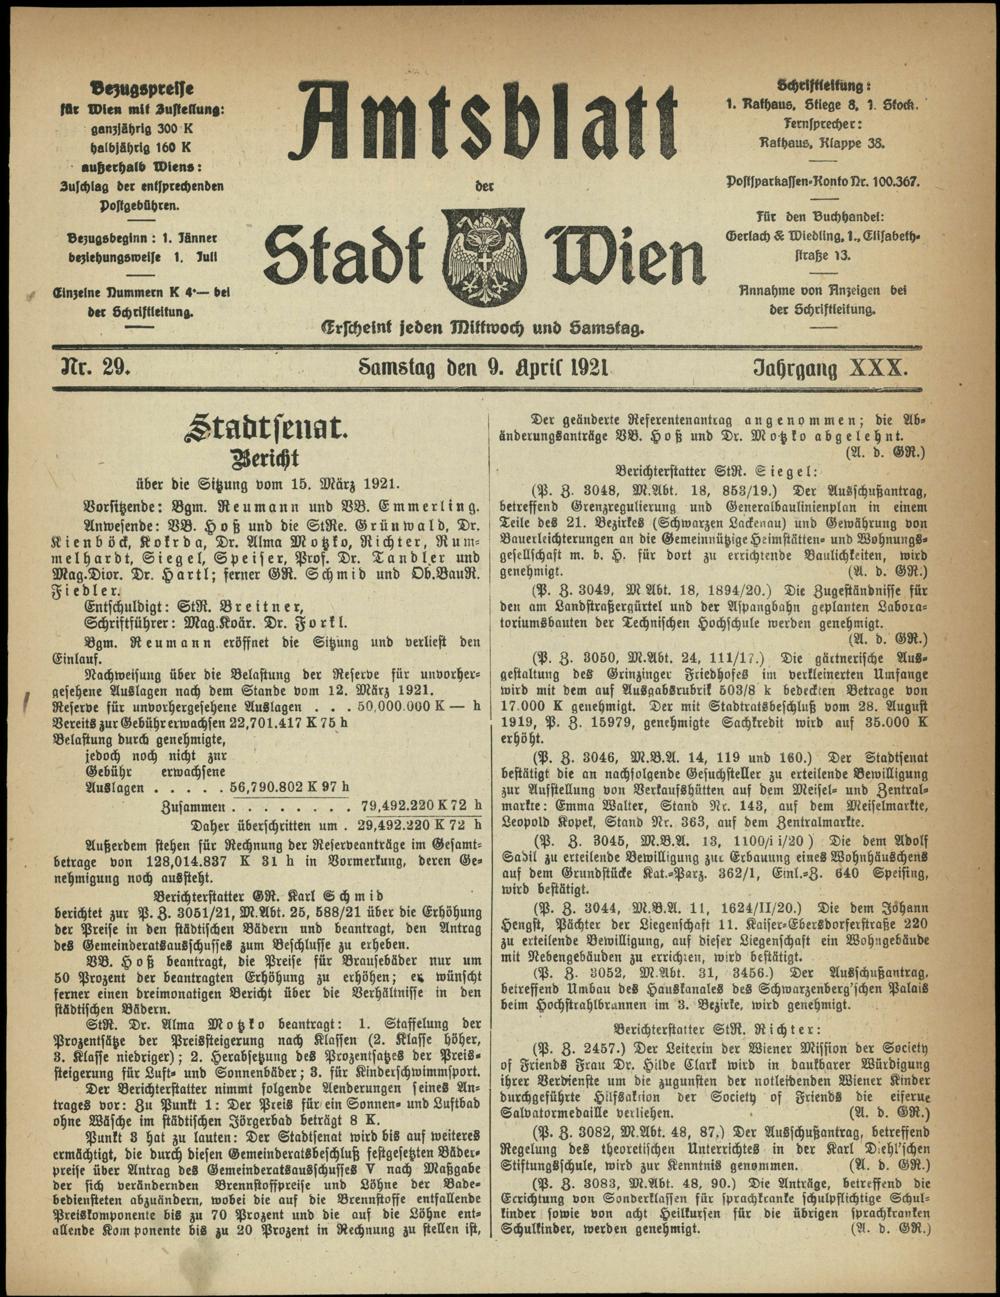 Bezugspreise
für Wien mit Zustellung:
ganzjährig 300 K
halbjährig 160 K
außerhalb Wiens:
Zuschlag der entsprechenden
Postgebühren.
Bezugsbeginn: 1. Jänner
beziehungsweise 1. Juli
Einzelne Nummern K 4·— bei
der Schriftleitung.
Amtsblatt
der
Stadt Wien
Erscheint jeden Mittwoch und Samstag.
Schriftleitung:
1. Rathaus, Stiege 8, 1. Stock.
Fernsprecher:
Rathaus, Klappe 38.
Postsparkassen-Konto Nr. 100.367.
Für den Buchhandel:
Gerlach & Wiedling, 1., Elisabeth-
straße 13.
Annahme von Anzeigen bei
der Schriftleitung.
Nr. 29.
Samstag den 9. April 1921
Jahrgang XXX.
Stadtsenat.
Bericht
über die Sitzung vom 15. März 1921.
Vorsitzende: Bgm. Reumann und VB. Emmerling.
Anwesende: VB. Hoß und die StRe. Grünwald, Dr.
Kienböck, Kokrda, Dr. Alma Motzko, Richter, Rum-
melhardt, Siegel, Speiser, Prof. Dr. Tandler und
Mag.Dior. Dr. Hartl; ferner GR. Schmid und Ob.BauR.
Fiedler.
Entschuldigt: StR. Breitner,
Schriftführer: Mag.Koär. Dr. Forkl.
Bgm. Reumann eröffnet die Sitzung und verliest den
Einlauf.
Nachweisung über die Belastung der Reserve für unvorher-
gesehene Auslagen nach dem Stande vom 12. März 1921.
Reserve für unvorhergesehene Auslagen . . . 50,000.000 K — h
Bereits zur Gebühr erwachsen 22,701.417 K 75 h
Belastung durch genehmigte,
jedoch noch nicht zur
Gebühr erwachsene
Auslagen . . . . . 56,790.802 K 97 h
Zusammen . . . . . . . . 79,492.220 K 72 h
Daher überschritten um . 29,492.220 K 72 h
Außerdem stehen für Rechnung der Reserveanträge im Gesamt-
betrage von 128,014.837 K 31 h in Vormerkung, deren Ge-
nehmigung noch aussteht.
Berichterstatter GR. Karl Schmid
berichtet zur P. Z. 3051/21, M.Abt. 25, 588/21 über die Erhöhung
der Preise in den städtischen Bädern und beantragt, den Antrag
des Gemeinderatsausschusses zum Beschlusse zu erheben.
VB. Hoß beantragt, die Preise für Brausebäder nur um
50 Prozent der beantragten Erhöhung zu erhöhen; er wünscht
ferner einen dreimonatigen Bericht über die Verhältnisse in den
städtischen Bädern.
StR. Dr. Alma Motzko beantragt: 1. Staffelung der
Prozentsätze der Preissteigerung nach Klassen (2. Klasse höher,
3. Klasse niedriger); 2. Herabsetzung des Prozentsatzes der Preis-
steigerung für Luft- und Sonnenbäder; 3. für Kinderschwimmsport.
Der Berichterstatter nimmt folgende Aenderungen seines An-
trages vor: Zu Punkt 1: Der Preis für ein Sonnen- und Luftbad
ohne Wäsche im städtischen Jörgerbad beträgt 8 K.
Punkt 3 hat zu lauten: Der Stadtsenat wird bis auf weiteres
ermächtigt, die durch diesen Gemeinderatsbeschluß festgesetzten Bäder-
preise über Antrag des Gemeinderatsausschusses V nach Maßgabe
der sich verändernden Brennstoffpreise und Löhne der Bade-
bediensteten abzuändern, wobei die auf die Brennstoffe entfallende
Preiskomponente bis zu 70 Prozent und die auf die Löhne ent-
allende Komponente bis zu 20 Prozent in Rechnung zu stellen ist,
Der geänderte Referentenantrag angenommen; die Ab-
änderungsanträge VB. Hoß und Dr. Motzko abgelehnt.
(A. d. GR.)
Berichterstatter StR. Siegel:
(P. Z. 3048, M.Abt. 18, 853/19.) Der Ausschußantrag,
betreffend Grenzregulierung und Generalbaulinienplan in einem
Teile des 21. Bezirkes (Schwarzen Lackenau) und Gewährung von
Bauerleichterungen an die Gemeinnützige Heimstätten- und Wohnungs-
gesellschaft m. b. H. für dort zu errichtende Baulichkeiten, wird
genehmigt. (A. d. GR.)
(P. Z. 3049, M Abt. 18, 1894/20.) Die Zugeständnisse für
den am Landstraßergürtel und der Aspangbahn geplanten Labora-
toriumsbauten der Technischen Hochschule werden genehmigt.
(A. d. GR.)
(P. Z. 3050, M.Abt. 24, 111/17.) Die gärtnerische Aus-
gestaltung des Grinzinger Friedhofes im verkleinerten Umfange
wird mit dem auf Ausgabsrubrik 503/8 k bedeckten Betrage von
17.000 K genehmigt. Der mit Stadtratsbeschluß vom 28. August
1919, P. Z. 15979, genehmigte Sachkredit wird auf 35.000 K
erhöht.
(P. Z. 3046, M.B.A. 14, 119 und 160.) Der Stadtsenat
bestätigt die an nachfolgende Gesuchsteller zu erteilende Bewilligung
zur Aufstellung von Verkaufshütten auf dem Meisel- und Zentral-
markte: Emma Walter, Stand Nr. 143, auf dem Meiselmarkte,
Leopold Kopek, Stand Nr. 363, auf dem Zentralmarkte.
(P. Z. 3045, M.B.A. 13, 1100/i i/20) Die dem Adolf
Sadil zu erteilende Bewilligung zur Erbauung eines Wohnhäuschens
auf dem Grundstücke Kat.-Parz. 362/1, Einl.-Z. 640 Speising,
wird bestätigt.
(P. Z. 3044, M.B.A. 11, 1624/II/20.) Die dem Johann
Hengst, Pächter der Liegenschaft 11. Kaiser-Ebersdorferstraße 220
zu erteilende Bewilligung, auf dieser Liegenschaft ein Wohngebäude
mit Nebengebäuden zu errichten, wird bestätigt.
(P. Z. 3052, M.Abt. 31, 3456.) Der Ausschußantrag,
betreffend Umbau des Hauskanales des Schwarzenberg'schen Palais
beim Hochstrahlbrunnen im 3. Bezirke, wird genehmigt.
Berichterstatter StR. Richter:
(P. Z. 2457.) Der Leiterin der Wiener Mission der Society
of Friends Frau Dr. Hilde Clark wird in dankbarer Würdigung
ihrer Verdienste um die zugunsten der notleidenden Wiener Kinder
durchgeführte Hilfsaktion der Society of Friends die eiserne
Salvatormedaille verliehen. (A. d. GR.)
(P. Z. 3082, M.Abt. 48, 87.) Der Ausschußantrag, betreffend
Regelung des theoretischen Unterrichtes in der Karl Diehl'schen
Stiftungsschule, wird zur Kenntnis genommen. (A. d. GR.)
(P. Z. 3083, M.Abt. 48, 90.) Die Anträge, betreffend die
Errichtung von Sonderklassen für sprachkranke schulpflichtige Schul-
kinder sowie von acht Heilkursen für die übrigen sprachkranken
Schulkinder, werden genehmigt. (A. d. GR.)